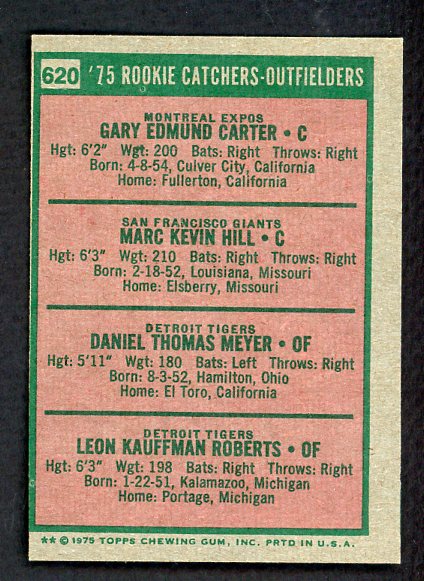 620 '75 ROOKIE CATCHERS-OUTFIELDERS
MONTREAL EXPOS
GARY EDMUND CARTER • C
Hgt: 6'2" Wgt: 200 Bats: Right Throws: Right
Born: 4-8-54, Culver City, California
Home: Fullerton, California
SAN FRANCISCO GIANTS
MARC KEVIN HILL • C
Hgt: 6'3" Wgt: 210 Bats: Right Throws: Right
Born: 2-18-52, Louisiana, Missouri
Home: Elsberry, Missouri
DETROIT TIGERS
DANIEL THOMAS MEYER • OF
Hgt: 5'11" Wgt: 180 Bats: Left Throws: Right
Born: 8-3-52, Hamilton, Ohio
Home: El Toro, California
DETROIT TIGERS
LEON KAUFFMAN ROBERTS • OF
Hgt: 6'3" Wgt: 198 Bats: Right Throws: Right
Born: 1-22-51, Kalamazoo, Michigan
Home: Portage, Michigan
** © 1975 TOPPS CHEWING GUM, INC. PRTD IN U.S.A.